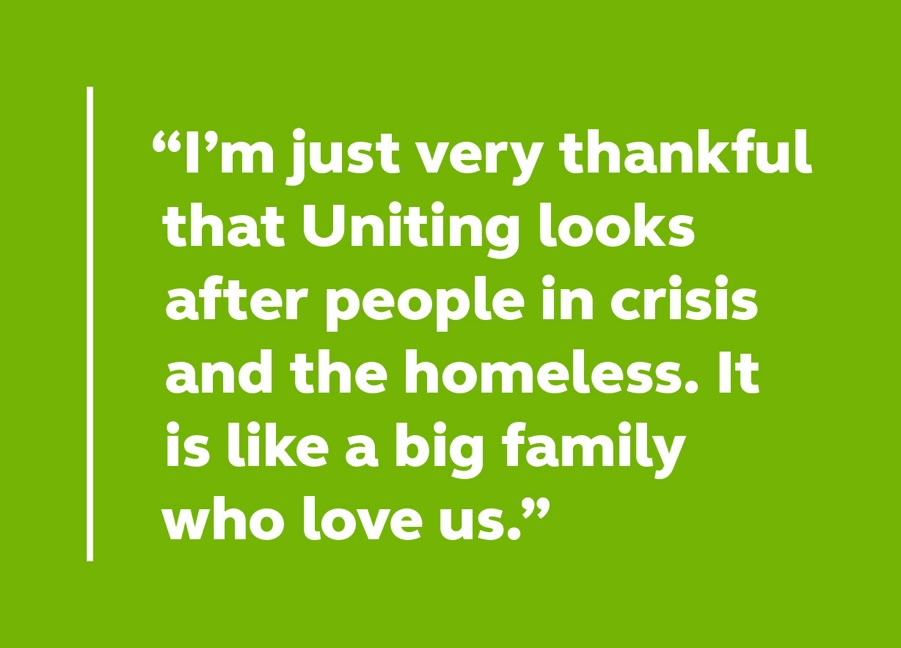 “I’m just very thankful
that Uniting looks
after people in crisis
and the homeless. It
is like a big family
who love us.”